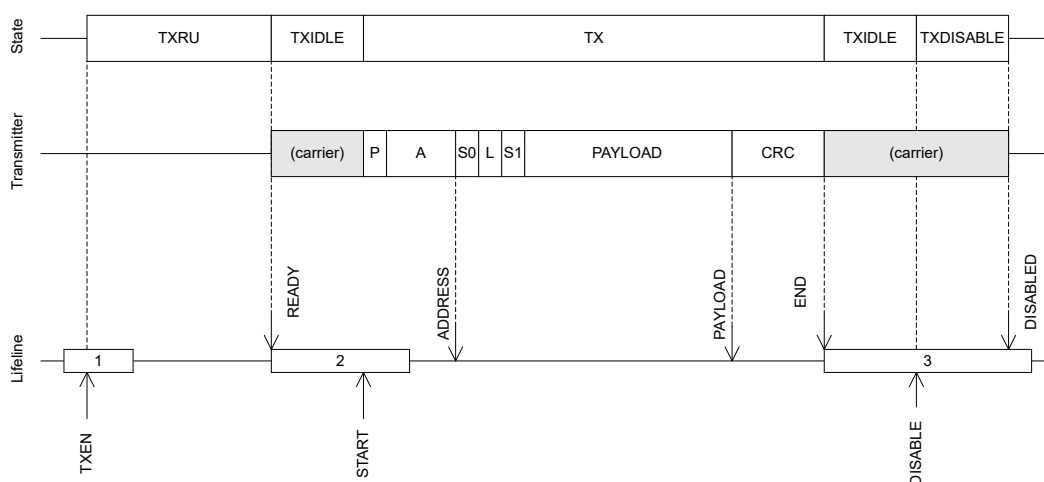 State
TXRU TXIDLE TX TXIDLE TXDISABLE
Transmitter
(carrier) P A S0 L S1 PAYLOAD CRC (carrier)
READY
ADDRESS
PAYLOAD
END
DISABLED
Lifeline
1 2 3
TXEN
START
DISABLE